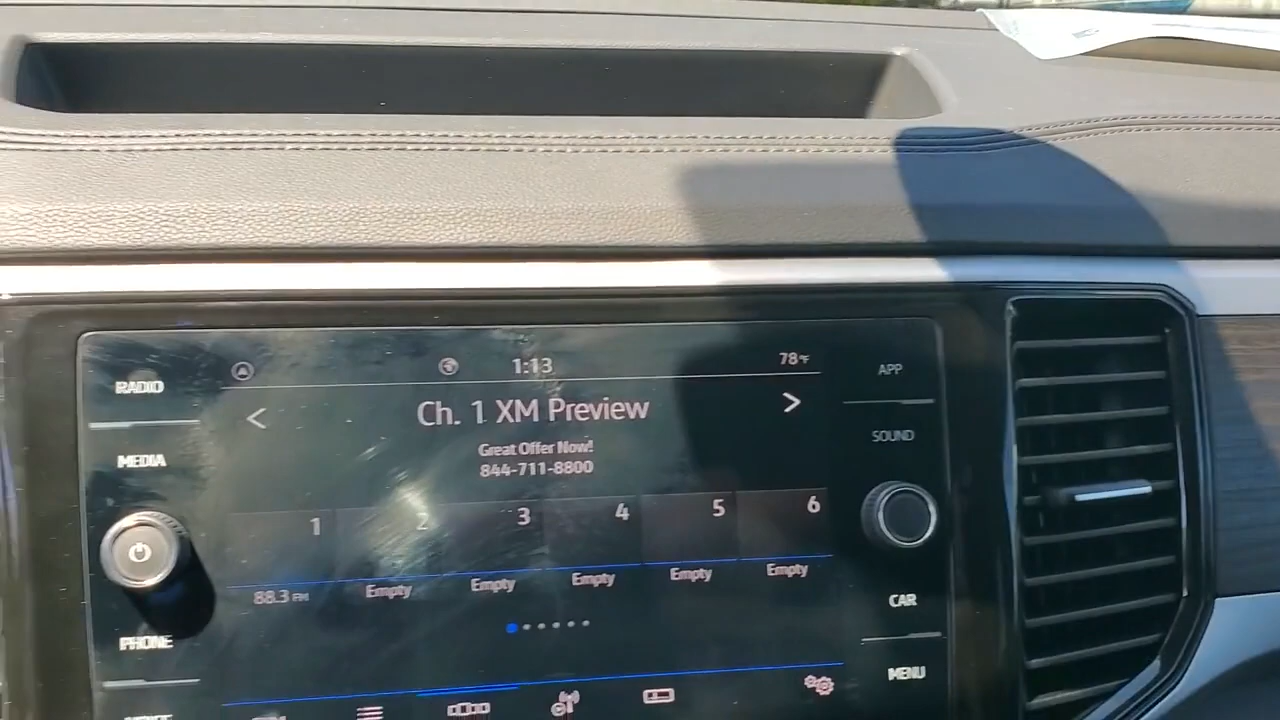 RADIO
1:13
78°F
APP
Ch. 1 XM Preview
SOUND
MEDIA
Great Offer Now!
844-711-8800
1 2 3 4 5 6
88.3 FM Empty Empty Empty Empty Empty
CAR
PHONE
MENU